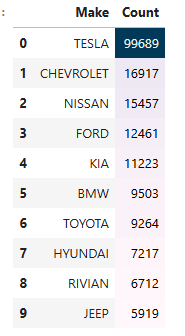 :
Make Count
0 TESLA 99689
1 CHEVROLET 16917
2 NISSAN 15457
3 FORD 12461
4 KIA 11223
5 BMW 9503
6 TOYOTA 9264
7 HYUNDAI 7217
8 RIVIAN 6712
9 JEEP 5919